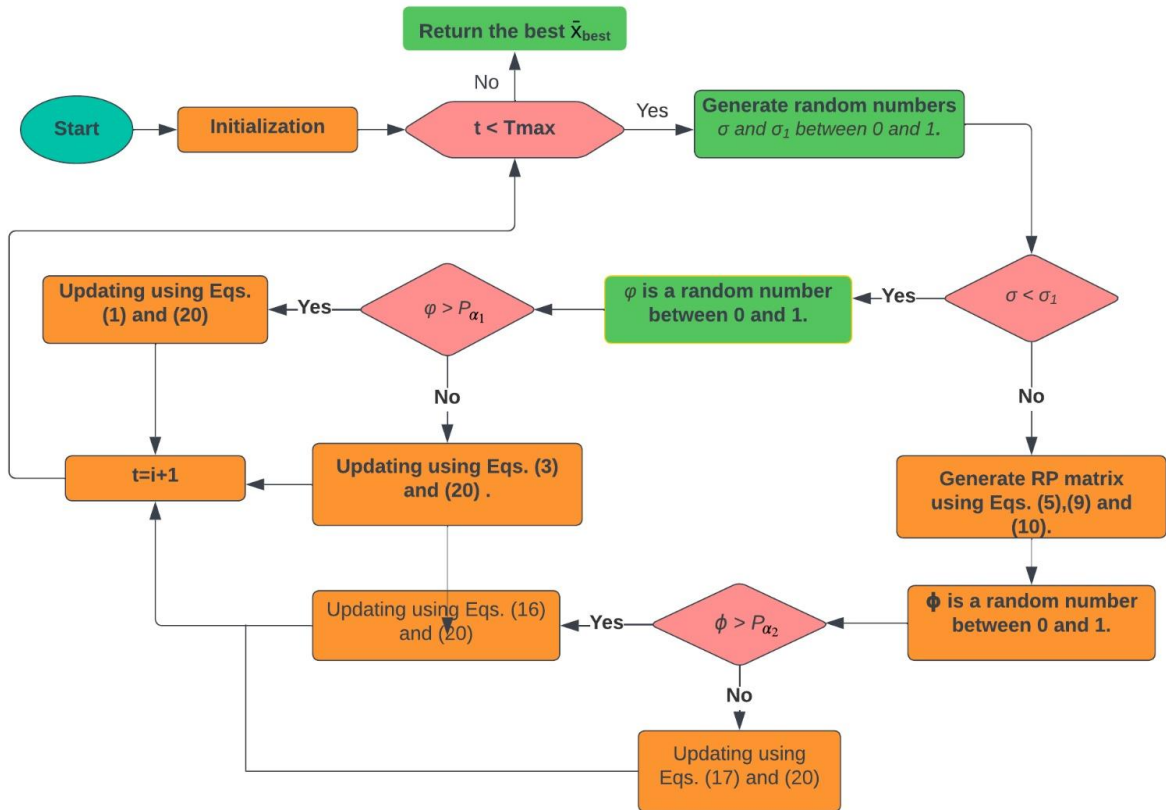 Return the best x̄best
No
Start
Initialization
t < Tmax
Yes
Generate random numbers
σ and σ1 between 0 and 1.
Updating using Eqs.
(1) and (20)
Yes
φ > Pα1
φ is a random number
between 0 and 1.
Yes
σ < σ1
No
No
t=i+1
Updating using Eqs. (3)
and (20) .
Generate RP matrix
using Eqs. (5),(9) and
(10).
Updating using Eqs. (16)
and (20)
Yes
ϕ > Pα2
ϕ is a random number
between 0 and 1.
No
Updating using
Eqs. (17) and (20)